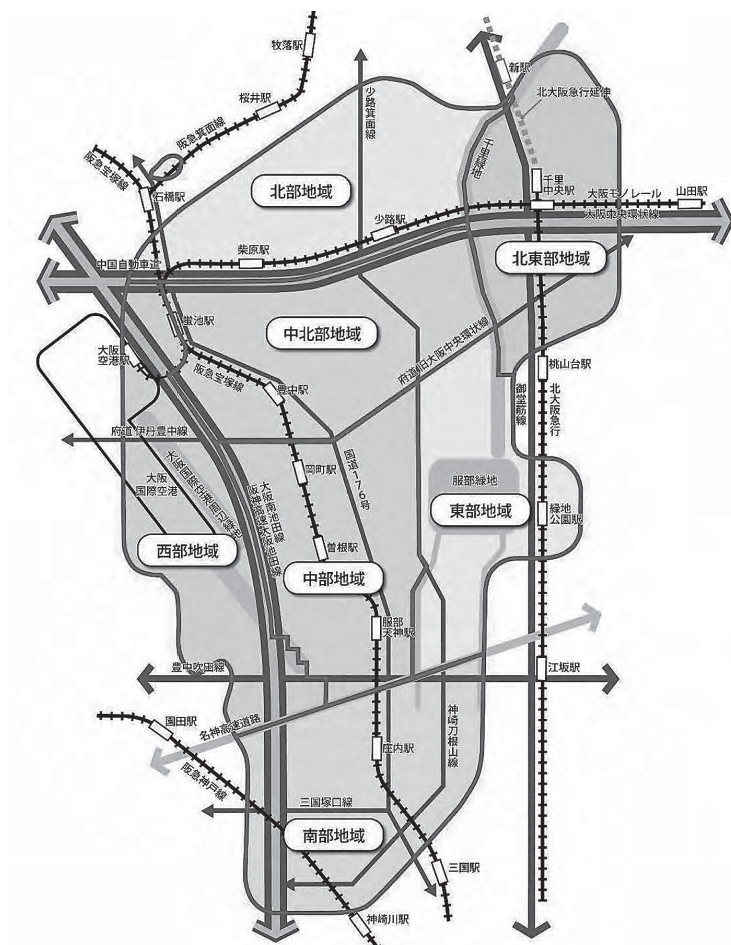 牧落駅
新駅
桜井駅
少路箕面線
北大阪急行延伸
阪急箕面線
阪急宝塚線
千里緑地
石橋駅
北部地域
千里
中央駅
大阪モノレール
山田駅
大阪中央環状線
少路駅
柴原駅
中国自動車道
北東部地域
蛍池駅
中北部地域
大阪
空港駅
阪急宝塚線
府道旧大阪中央環状線
桃山台駅
豊中駅
御堂筋線
北大阪急行
府道伊丹豊中線
国道176号
岡町駅
大阪
国際空港
大阪国際空港周辺緑地
大阪南池田線
阪神高速大阪池田線
服部緑地
東部地域
緑地
公園駅
西部地域
曽根駅
中部地域
服部
天神駅
豊中吹田線
江坂駅
園田駅
名神高速道路
神崎刀根山線
庄内駅
阪急神戸線
三国塚口線
南部地域
三国駅
神崎川駅